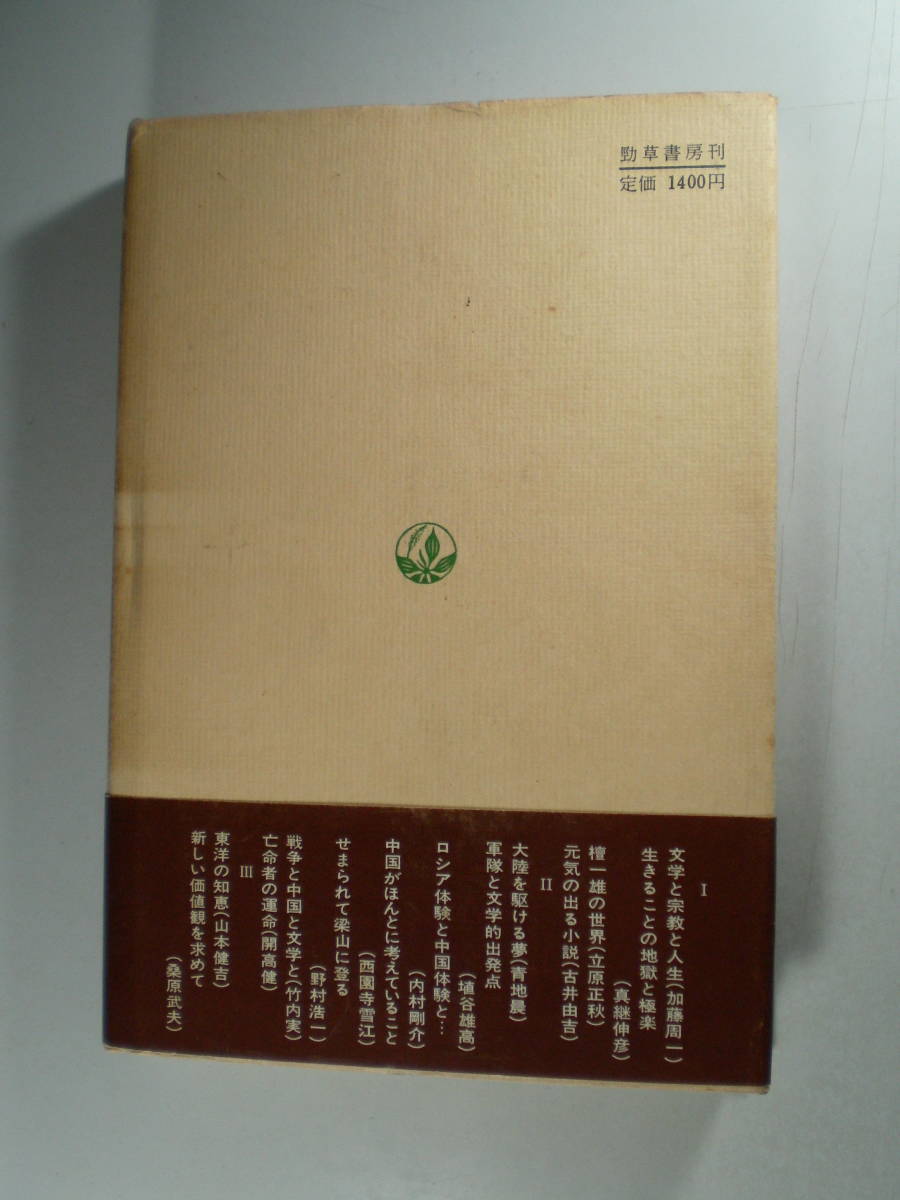 勁草書房刊
定価 1400円
I
文学と宗教と人生(加藤周一)
生きることの地獄と極楽
(真継伸彦)
檀一雄の世界(立原正秋)
元気の出る小説(古井由吉)
II
大陸を駆ける夢(青地晨)
軍隊と文学的出発点
(埴谷雄高)
ロシア体験と中国体験と…
(内村剛介)
中国がほんとに考えていること
(西園寺雪江)
せまられて梁山に登る
(野村浩一)
戦争と中国と文学と(竹内実)
亡命者の運命(開高健)
III
東洋の知恵(山本健吉)
新しい価値観を求めて
(桑原武夫)